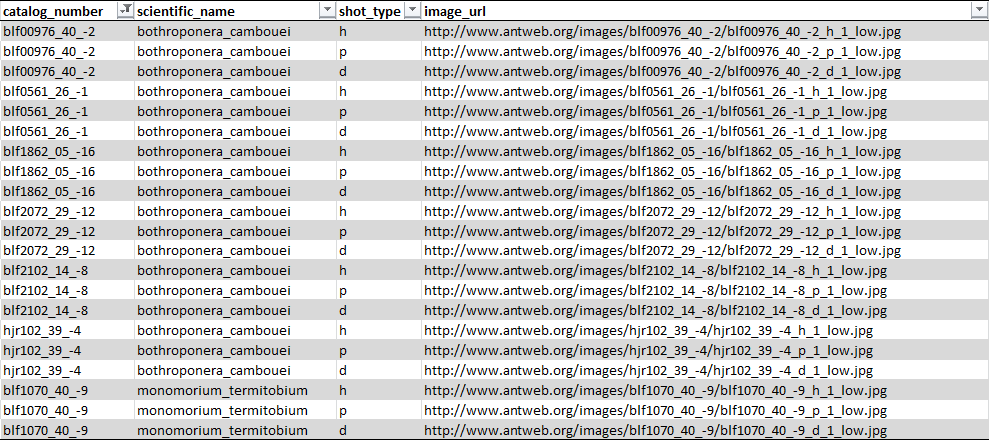 catalog_number scientific_name shot_type image_url
blf00976_40_-2 bothroponera_cambouei h http://www.antweb.org/images/blf00976_40_-2/blf00976_40_-2_h_1_low.jpg
blf00976_40_-2 bothroponera_cambouei p http://www.antweb.org/images/blf00976_40_-2/blf00976_40_-2_p_1_low.jpg
blf00976_40_-2 bothroponera_cambouei d http://www.antweb.org/images/blf00976_40_-2/blf00976_40_-2_d_1_low.jpg
blf0561_26_-1 bothroponera_cambouei h http://www.antweb.org/images/blf0561_26_-1/blf0561_26_-1_h_1_low.jpg
blf0561_26_-1 bothroponera_cambouei p http://www.antweb.org/images/blf0561_26_-1/blf0561_26_-1_p_1_low.jpg
blf0561_26_-1 bothroponera_cambouei d http://www.antweb.org/images/blf0561_26_-1/blf0561_26_-1_d_1_low.jpg
blf1862_05_-16 bothroponera_cambouei h http://www.antweb.org/images/blf1862_05_-16/blf1862_05_-16_h_1_low.jpg
blf1862_05_-16 bothroponera_cambouei p http://www.antweb.org/images/blf1862_05_-16/blf1862_05_-16_p_1_low.jpg
blf1862_05_-16 bothroponera_cambouei d http://www.antweb.org/images/blf1862_05_-16/blf1862_05_-16_d_1_low.jpg
blf2072_29_-12 bothroponera_cambouei h http://www.antweb.org/images/blf2072_29_-12/blf2072_29_-12_h_1_low.jpg
blf2072_29_-12 bothroponera_cambouei p http://www.antweb.org/images/blf2072_29_-12/blf2072_29_-12_p_1_low.jpg
blf2072_29_-12 bothroponera_cambouei d http://www.antweb.org/images/blf2072_29_-12/blf2072_29_-12_d_1_low.jpg
blf2102_14_-8 bothroponera_cambouei h http://www.antweb.org/images/blf2102_14_-8/blf2102_14_-8_h_1_low.jpg
blf2102_14_-8 bothroponera_cambouei p http://www.antweb.org/images/blf2102_14_-8/blf2102_14_-8_p_1_low.jpg
blf2102_14_-8 bothroponera_cambouei d http://www.antweb.org/images/blf2102_14_-8/blf2102_14_-8_d_1_low.jpg
hjr102_39_-4 bothroponera_cambouei h http://www.antweb.org/images/hjr102_39_-4/hjr102_39_-4_h_1_low.jpg
hjr102_39_-4 bothroponera_cambouei p http://www.antweb.org/images/hjr102_39_-4/hjr102_39_-4_p_1_low.jpg
hjr102_39_-4 bothroponera_cambouei d http://www.antweb.org/images/hjr102_39_-4/hjr102_39_-4_d_1_low.jpg
blf1070_40_-9 monomorium_termitobium h http://www.antweb.org/images/blf1070_40_-9/blf1070_40_-9_h_1_low.jpg
blf1070_40_-9 monomorium_termitobium p http://www.antweb.org/images/blf1070_40_-9/blf1070_40_-9_p_1_low.jpg
blf1070_40_-9 monomorium_termitobium d http://www.antweb.org/images/blf1070_40_-9/blf1070_40_-9_d_1_low.jpg